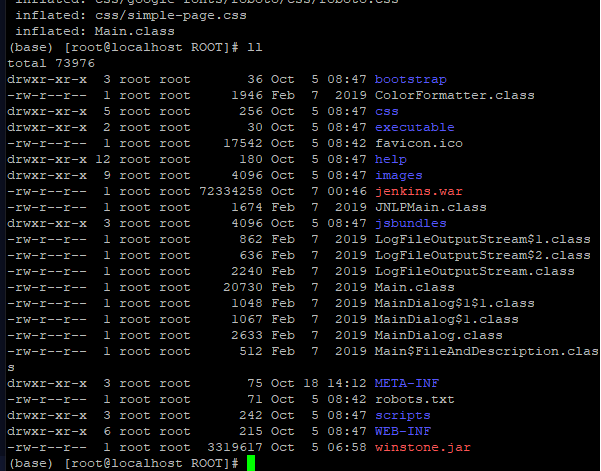 inflated: css/google-fonts/roboto/css/roboto.css
inflated: css/simple-page.css
inflated: Main.class
(base) [root@localhost ROOT]# ll
total 73976
drwxr-xr-x 3 root root 36 Oct 5 08:47 bootstrap
-rw-r--r-- 1 root root 1946 Feb 7 2019 ColorFormatter.class
drwxr-xr-x 5 root root 256 Oct 5 08:47 css
drwxr-xr-x 2 root root 30 Oct 5 08:47 executable
-rw-r--r-- 1 root root 17542 Oct 5 08:42 favicon.ico
drwxr-xr-x 12 root root 180 Oct 5 08:47 help
drwxr-xr-x 9 root root 4096 Oct 5 08:47 images
-rw-r--r-- 1 root root 72334258 Oct 7 00:46 jenkins.war
-rw-r--r-- 1 root root 1674 Feb 7 2019 JNLPMain.class
drwxr-xr-x 3 root root 4096 Oct 5 08:47 jsbundles
-rw-r--r-- 1 root root 862 Feb 7 2019 LogFileOutputStream$1.class
-rw-r--r-- 1 root root 636 Feb 7 2019 LogFileOutputStream$2.class
-rw-r--r-- 1 root root 2240 Feb 7 2019 LogFileOutputStream.class
-rw-r--r-- 1 root root 20730 Feb 7 2019 Main.class
-rw-r--r-- 1 root root 1048 Feb 7 2019 MainDialog$1$1.class
-rw-r--r-- 1 root root 1067 Feb 7 2019 MainDialog$1.class
-rw-r--r-- 1 root root 2633 Feb 7 2019 MainDialog.class
-rw-r--r-- 1 root root 512 Feb 7 2019 Main$FileAndDescription.clas
s
drwxr-xr-x 3 root root 75 Oct 18 14:12 META-INF
-rw-r--r-- 1 root root 71 Oct 5 08:42 robots.txt
drwxr-xr-x 3 root root 242 Oct 5 08:47 scripts
drwxr-xr-x 6 root root 215 Oct 5 08:47 WEB-INF
-rw-r--r-- 1 root root 3319617 Oct 5 06:58 winstone.jar
(base) [root@localhost ROOT]#